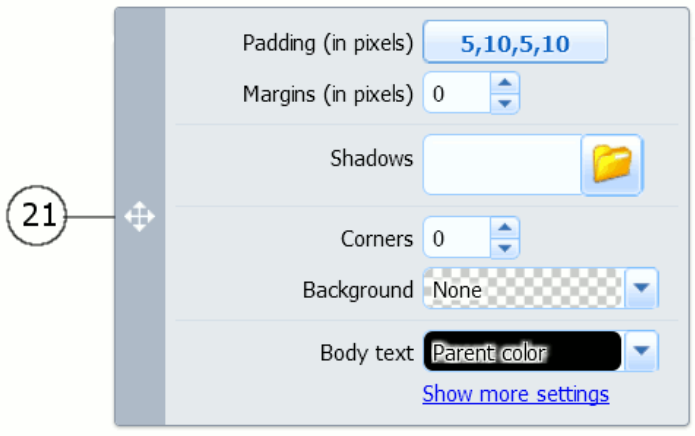 Padding (in pixels) 5,10,5,10
Margins (in pixels) 0
Shadows
21
Corners 0
Background None
Body text Parent color
Show more settings